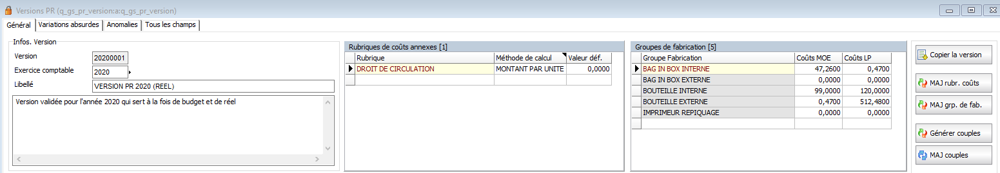 Versions PR (q_gs_pr_version:a:q_gs_pr_version)
Général Variations absurdes Anomalies Tous les champs
Infos. Version
Version 20200001
Exercice comptable 2020
Libellé VERSION PR 2020 (REEL)
Version validée pour l'année 2020 qui sert à la fois de budget et de réel
Rubriques de coûts annexes [1]
Rubrique Méthode de calcul Valeur déf.
DROIT DE CIRCULATION MONTANT PAR UNITE 0,0000
Groupes de fabrication [5]
Groupe Fabrication Coûts MOE Coûts LP
BAG IN BOX INTERNE 47,2600 0,4700
BAG IN BOX EXTERNE 0,0000 0,0000
BOUTEILLE INTERNE 99,0000 120,0000
BOUTEILLE EXTERNE 0,4700 512,4800
IMPRIMEUR REPIQUAGE 0,0000 0,0000
Copier la version
MAJ rubr. coûts
MAJ grp. de fab.
Générer couples
MAJ couples